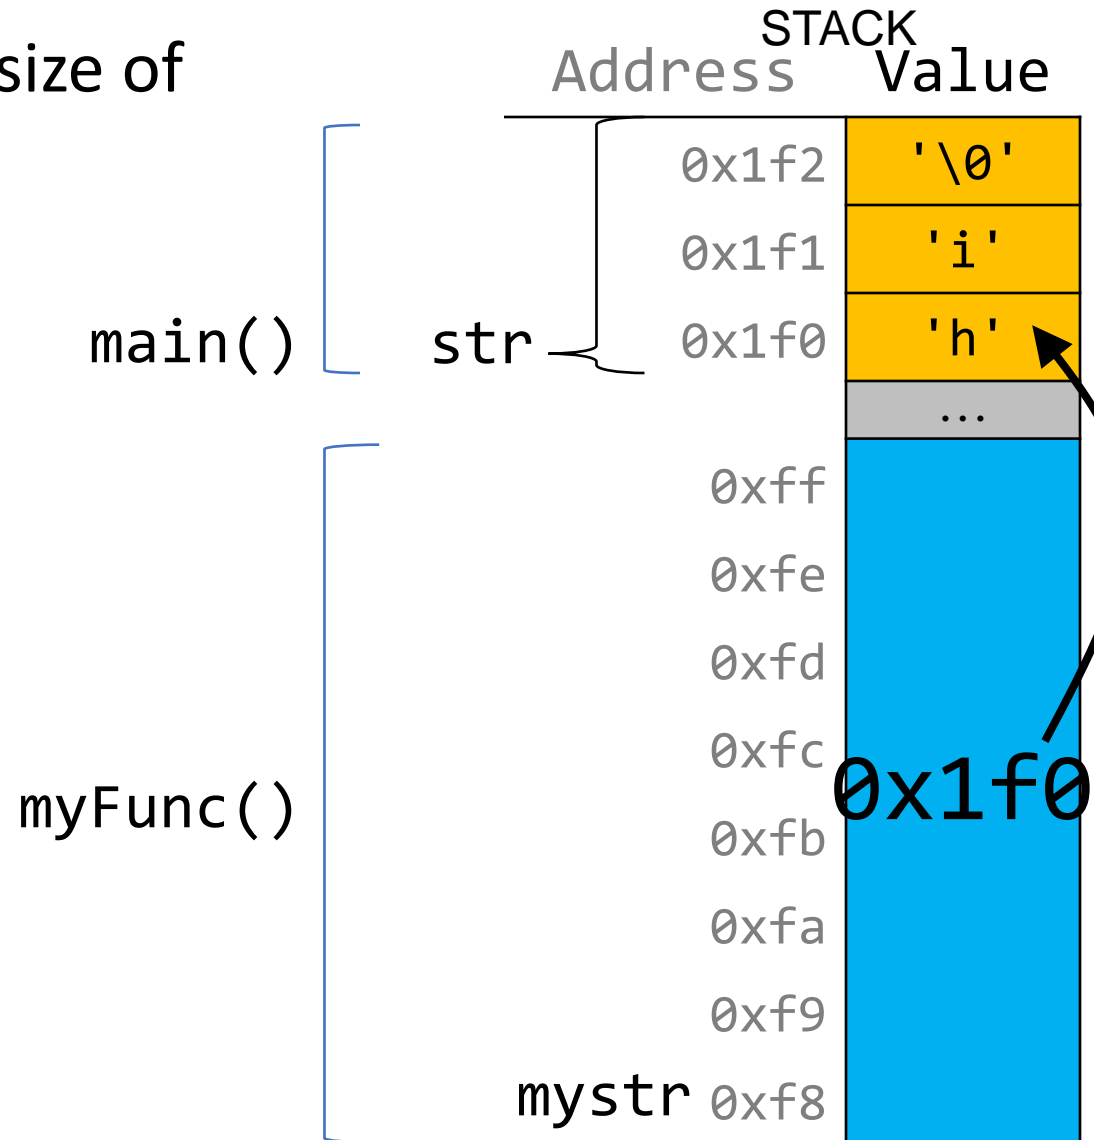 STACK
size of
Address Value
0x1f2 '\0'
0x1f1 'i'
main() str 0x1f0 'h'
...
0xff
0xfe
0xfd
0xfc
0x1f0
myFunc()
0xfb
0xfa
0xf9
mystr 0xf8